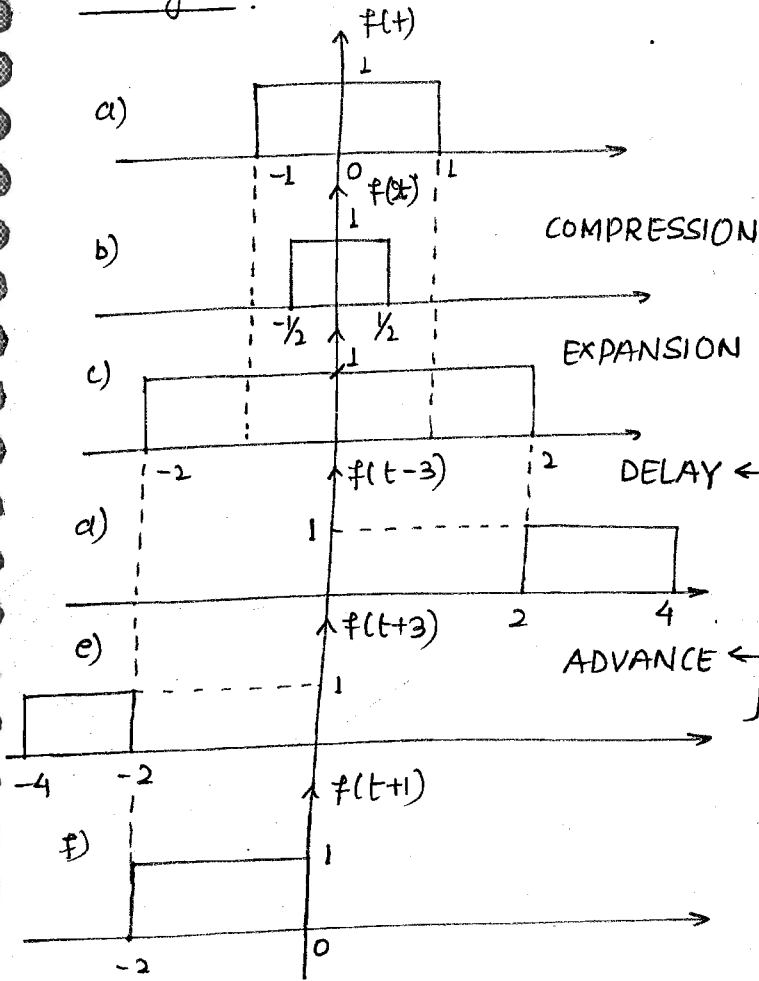 f(t)
1
a)
-1 0 1
f(2t)
1
COMPRESSION
b)
-1/2 1/2
EXPANSION
1
c)
-2 2
f(t-3)
DELAY ←
d)
1
2 4
f(t+3)
e)
ADVANCE ←
1
-4 -2
f(t+1)
f)
1
-2 0